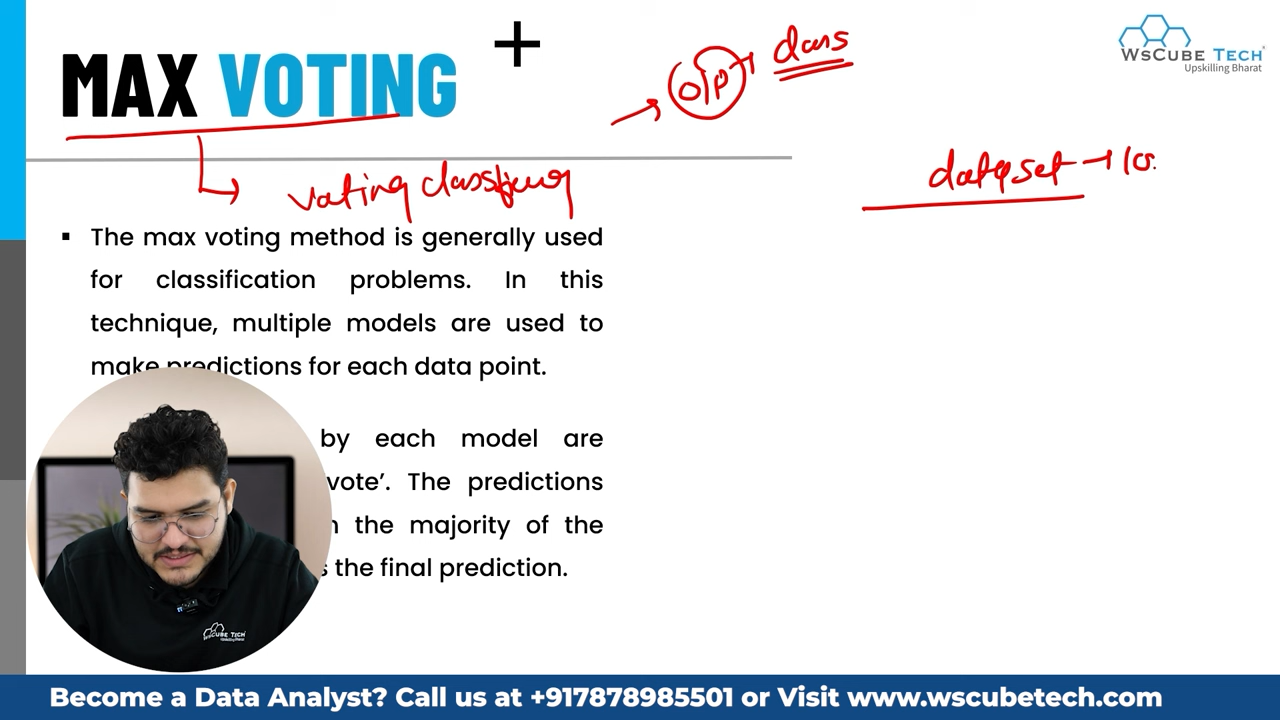 MAX VOTING
O/P → class
WSCUBE TECH
Upskilling Bharat
dataset → 10
voting
▪ The max voting method is generally used
for classification problems. In this
technique, multiple models are used to
make predictions for each data point.
by each model are
vote’. The predictions
the majority of the
the final prediction.
WSCUBE TECH
Become a Data Analyst? Call us at +917878985501 or Visit www.wscubetech.com